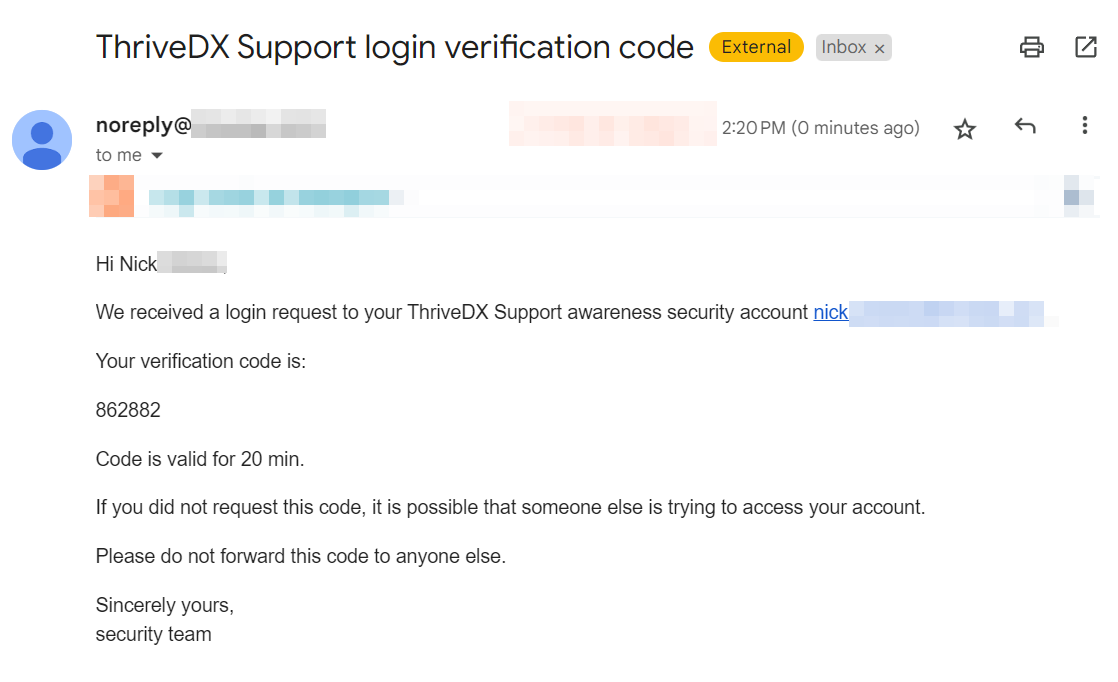 ThriveDX Support login verification code External Inbox ×
noreply@
2:20 PM (0 minutes ago)
to me
Hi Nick
We received a login request to your ThriveDX Support awareness security account nick
Your verification code is:
862882
Code is valid for 20 min.
If you did not request this code, it is possible that someone else is trying to access your account.
Please do not forward this code to anyone else.
Sincerely yours,
security team